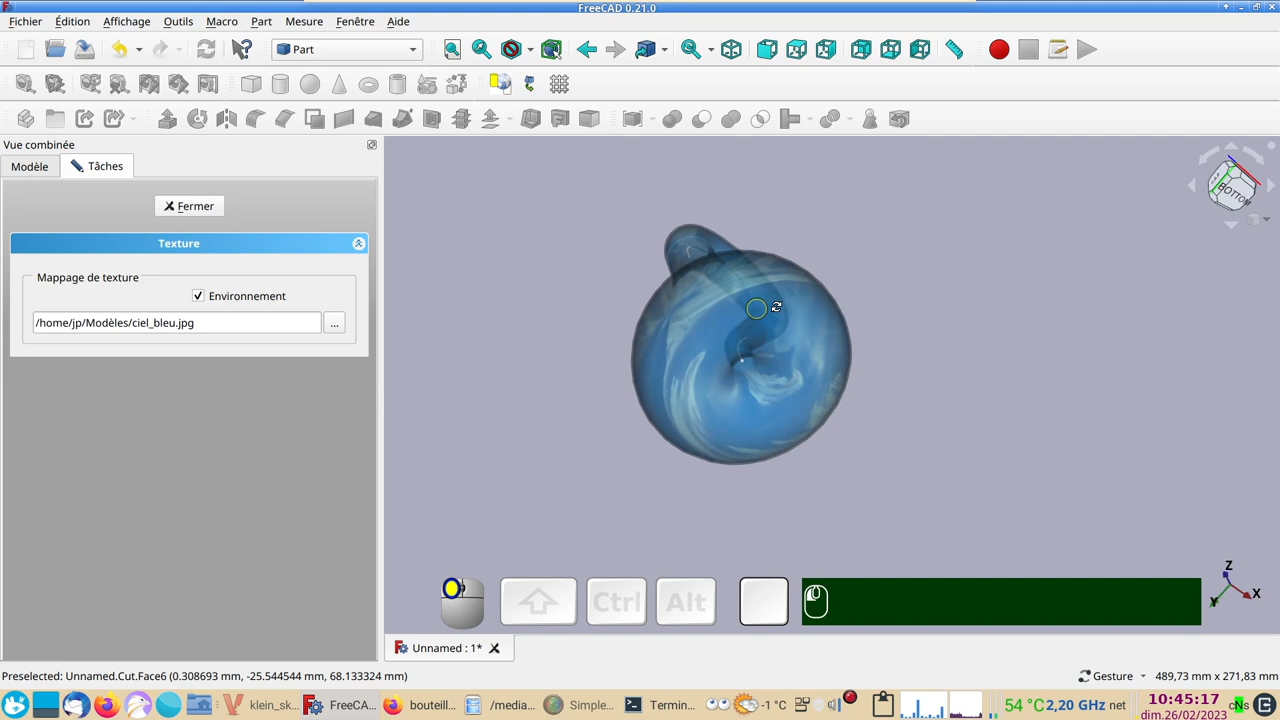 FreeCAD 0.21.0
Fichier Édition Affichage Outils Macro Part Mesure Fenêtre Aide
Part
Vue combinée
Modèle Tâches
Fermer
Texture
Mappage de texture
Environnement
/home/jp/Modèles/ciel_bleu.jpg ...
BOTTOM
Ctrl Alt
Z
Y X
Unnamed : 1*
Preselected: Unnamed.Cut.Face6 (0.308693 mm, -25.544544 mm, 68.133324 mm) Gesture 489,73 mm x 271,83 mm
klein_sk... FreeCA... bouteill... /media... Simple... Termin... -1 °C 54 °C 2,20 GHz net 10:45:17 cNs
dim.26/02/2023